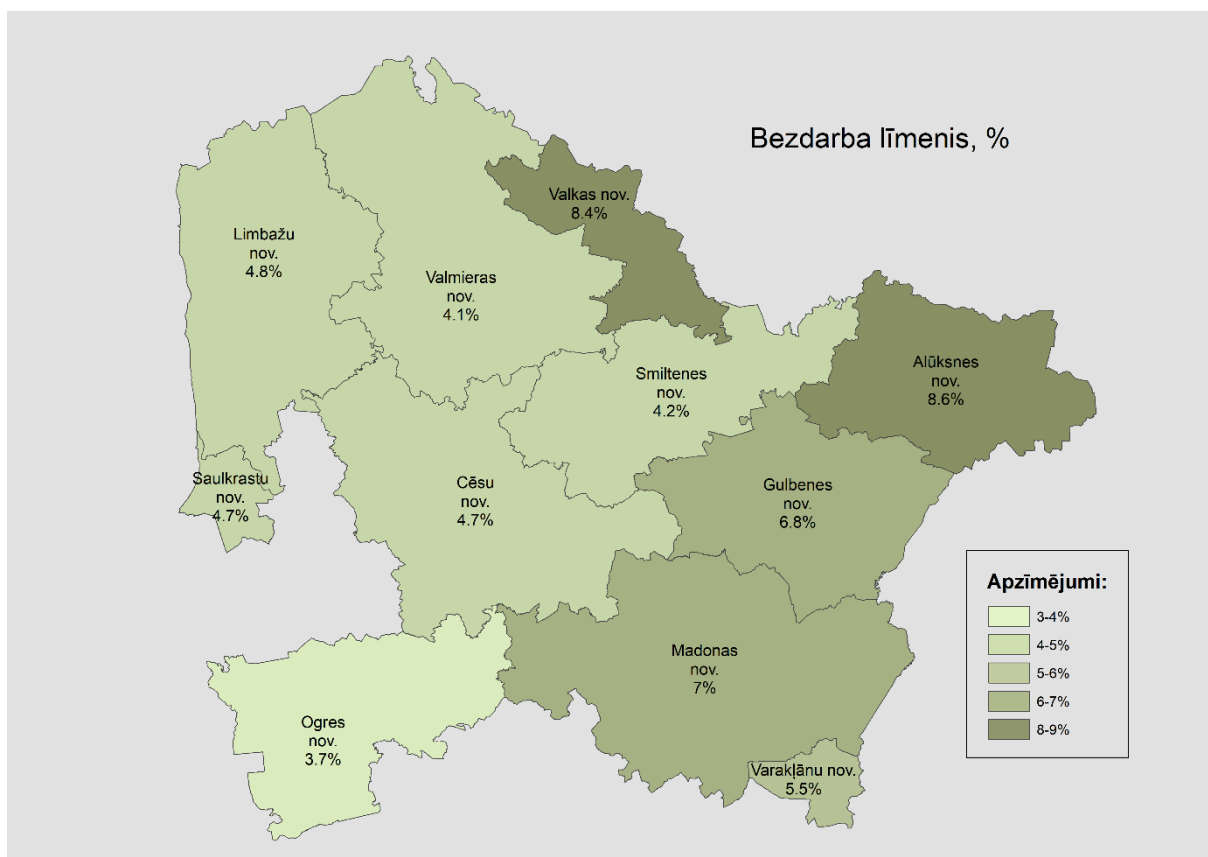 Bezdarba līmenis, %
Valkas nov.
8.4%
Limbažu
nov.
4.8%
Valmieras
nov.
4.1%
Alūksnes
nov.
8.6%
Smiltenes
nov.
4.2%
Saulkrastu
nov.
4.7%
Cēsu
nov.
4.7%
Gulbenes
nov.
6.8%
Madonas
nov.
7%
Ogres
nov.
3.7%
Varakļānu nov.
5.5%
Apzīmējumi:
3-4%
4-5%
5-6%
6-7%
8-9%